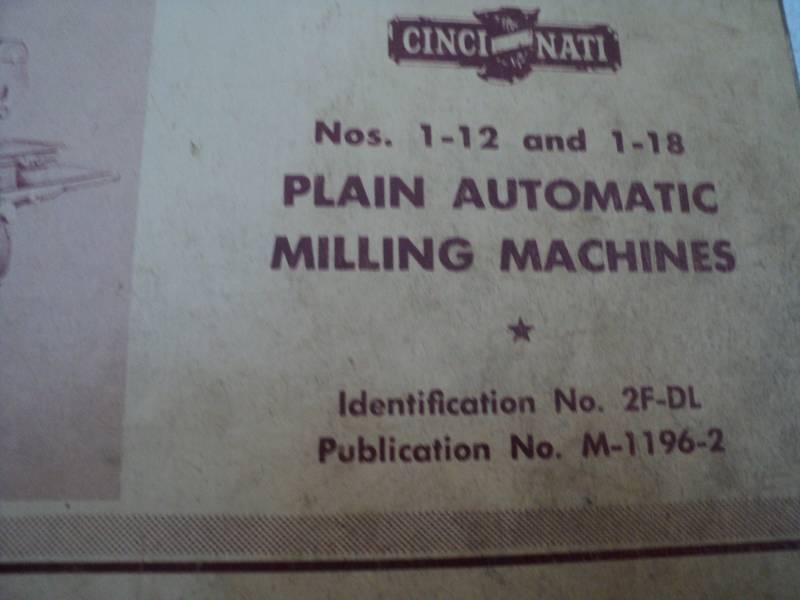 CINCINNATI
Nos. 1-12 and 1-18
PLAIN AUTOMATIC
MILLING MACHINES
Identification No. 2F-DL
Publication No. M-1196-2